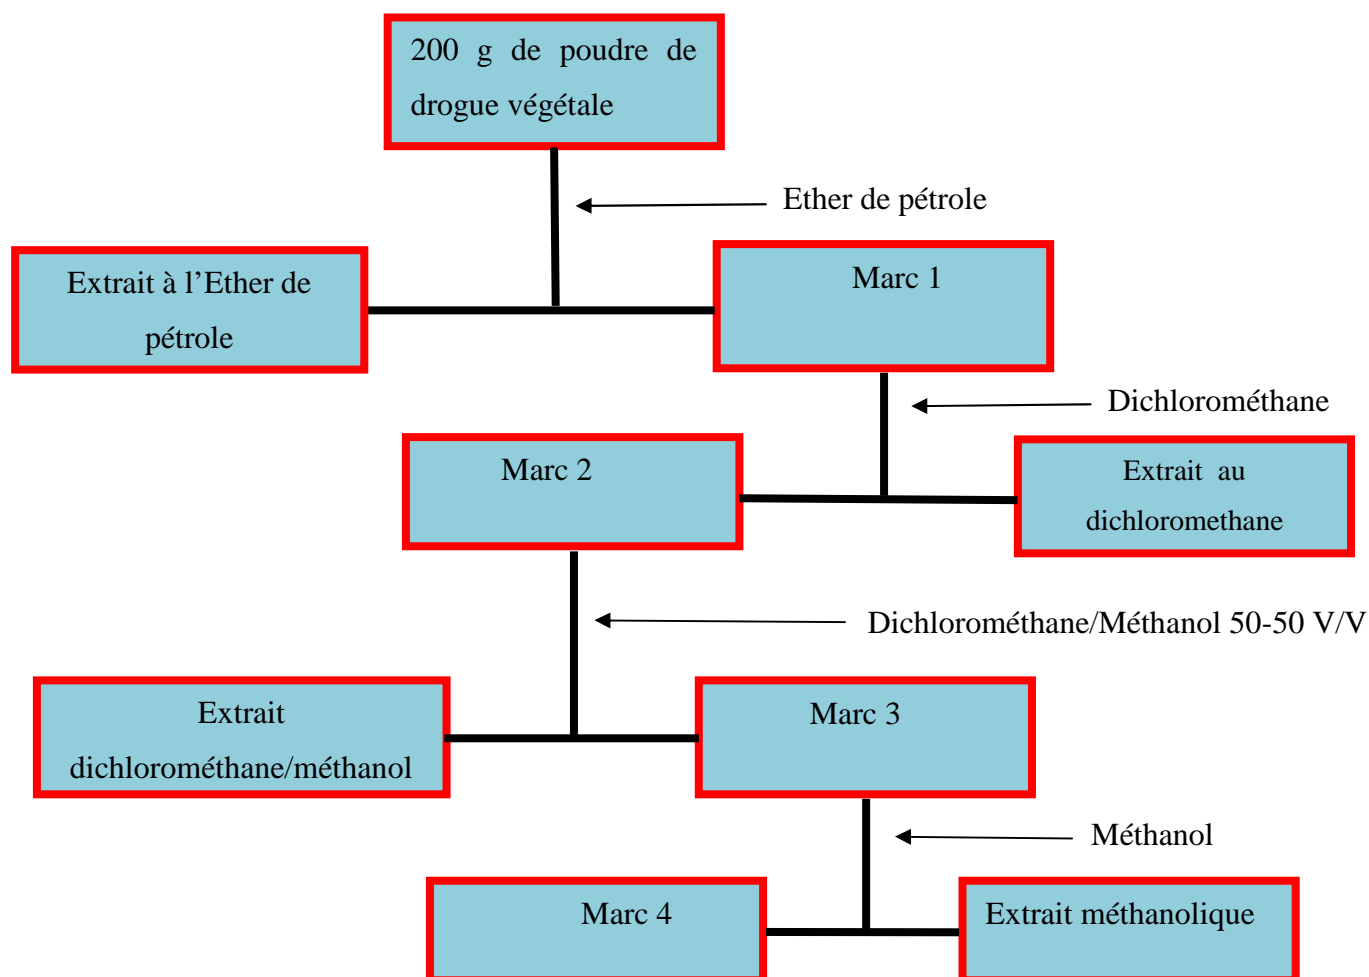 200 g de poudre de
drogue végétale
Ether de pétrole
Extrait à l’Ether de
pétrole
Marc 1
Dichlorométhane
Marc 2
Extrait au
dichloromethane
Dichlorométhane/Méthanol 50-50 V/V
Extrait
dichlorométhane/méthanol
Marc 3
Méthanol
Marc 4
Extrait méthanolique